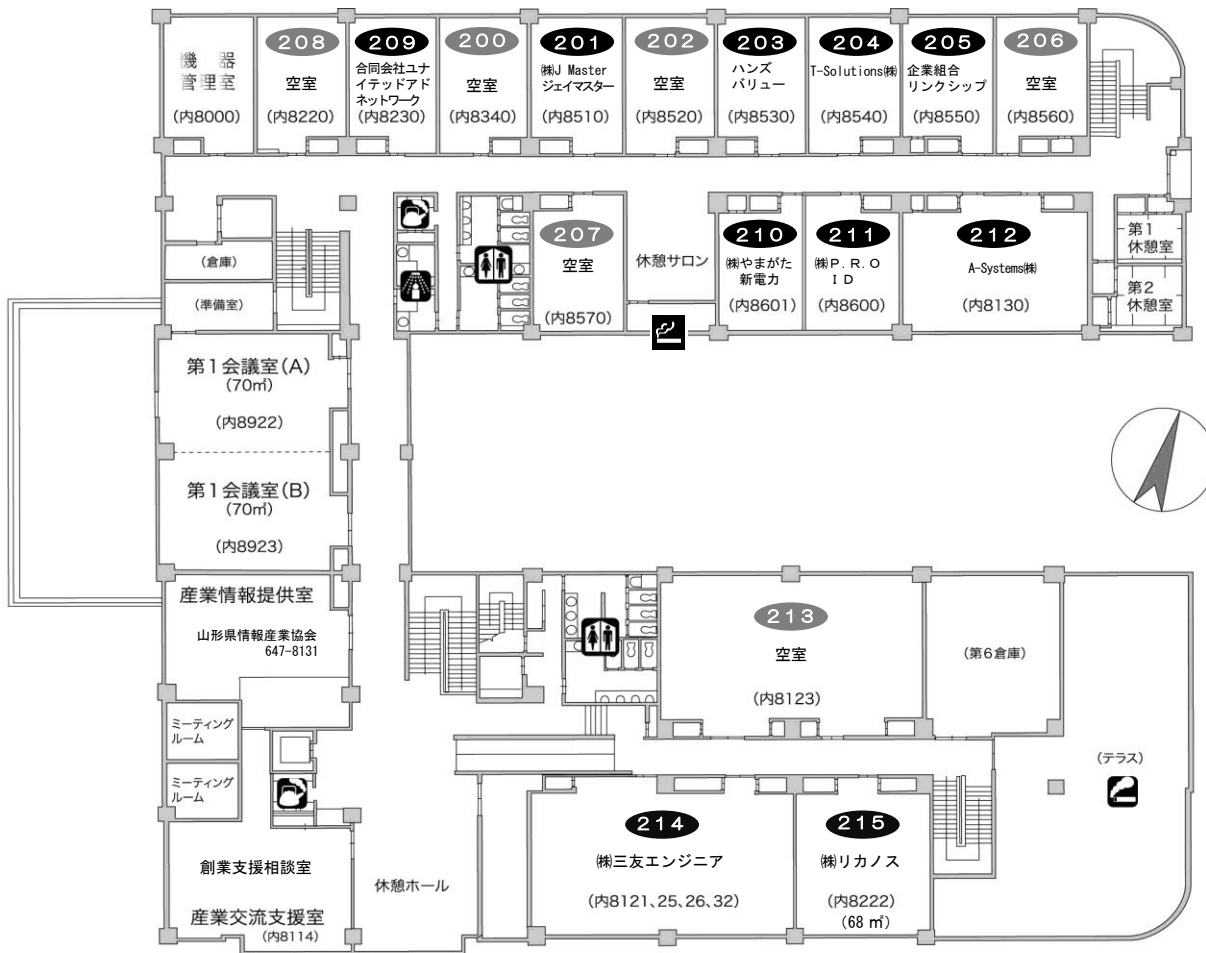 機器
管理室
(内8000)
208
空室
(内8220)
209
合同会社ユナ
イテッドアド
ネットワーク
(内8230)
200
空室
(内8340)
201
㈱J Master
ジェイマスター
(内8510)
202
空室
(内8520)
203
ハンズ
バリュー
(内8530)
204
T-Solutions㈱
(内8540)
205
企業組合
リンクシップ
(内8550)
206
空室
(内8560)
207
空室
(内8570)
休憩サロン
210
㈱やまがた
新電力
(内8601)
211
㈱P.R.O
ID
(内8600)
212
A-Systems㈱
(内8130)
第1
休憩室
第2
休憩室
(倉庫)
(準備室)
第1会議室(A)
(70㎡)
(内8922)
第1会議室(B)
(70㎡)
(内8923)
産業情報提供室
山形県情報産業協会
647-8131
213
空室
(内8123)
(第6倉庫)
ミーティング
ルーム
ミーティング
ルーム
(テラス)
創業支援相談室
産業交流支援室
(内8114)
休憩ホール
214
㈱三友エンジニア
(内8121、25、26、32)
215
㈱リカノス
(内8222)
(68 ㎡)